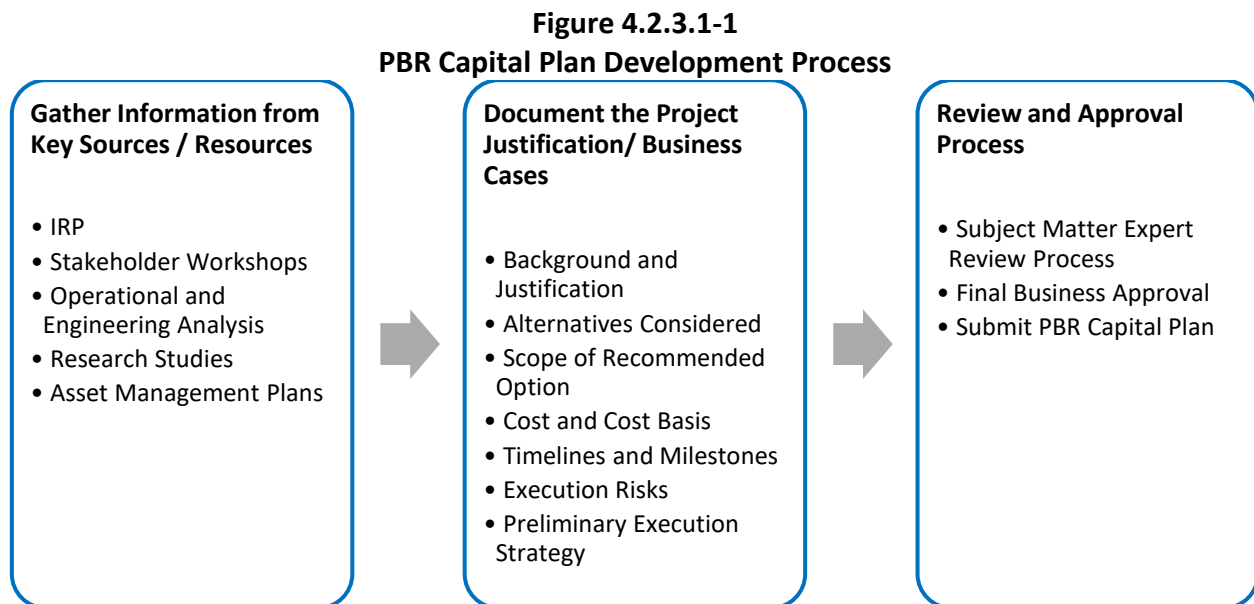 Figure 4.2.3.1-1
PBR Capital Plan Development Process
Gather Information from
Key Sources / Resources
• IRP
• Stakeholder Workshops
• Operational and
Engineering Analysis
• Research Studies
• Asset Management Plans
Document the Project
Justification/ Business
Cases
• Background and
Justification
• Alternatives Considered
• Scope of Recommended
Option
• Cost and Cost Basis
• Timelines and Milestones
• Execution Risks
• Preliminary Execution
Strategy
Review and Approval
Process
• Subject Matter Expert
Review Process
• Final Business Approval
• Submit PBR Capital Plan